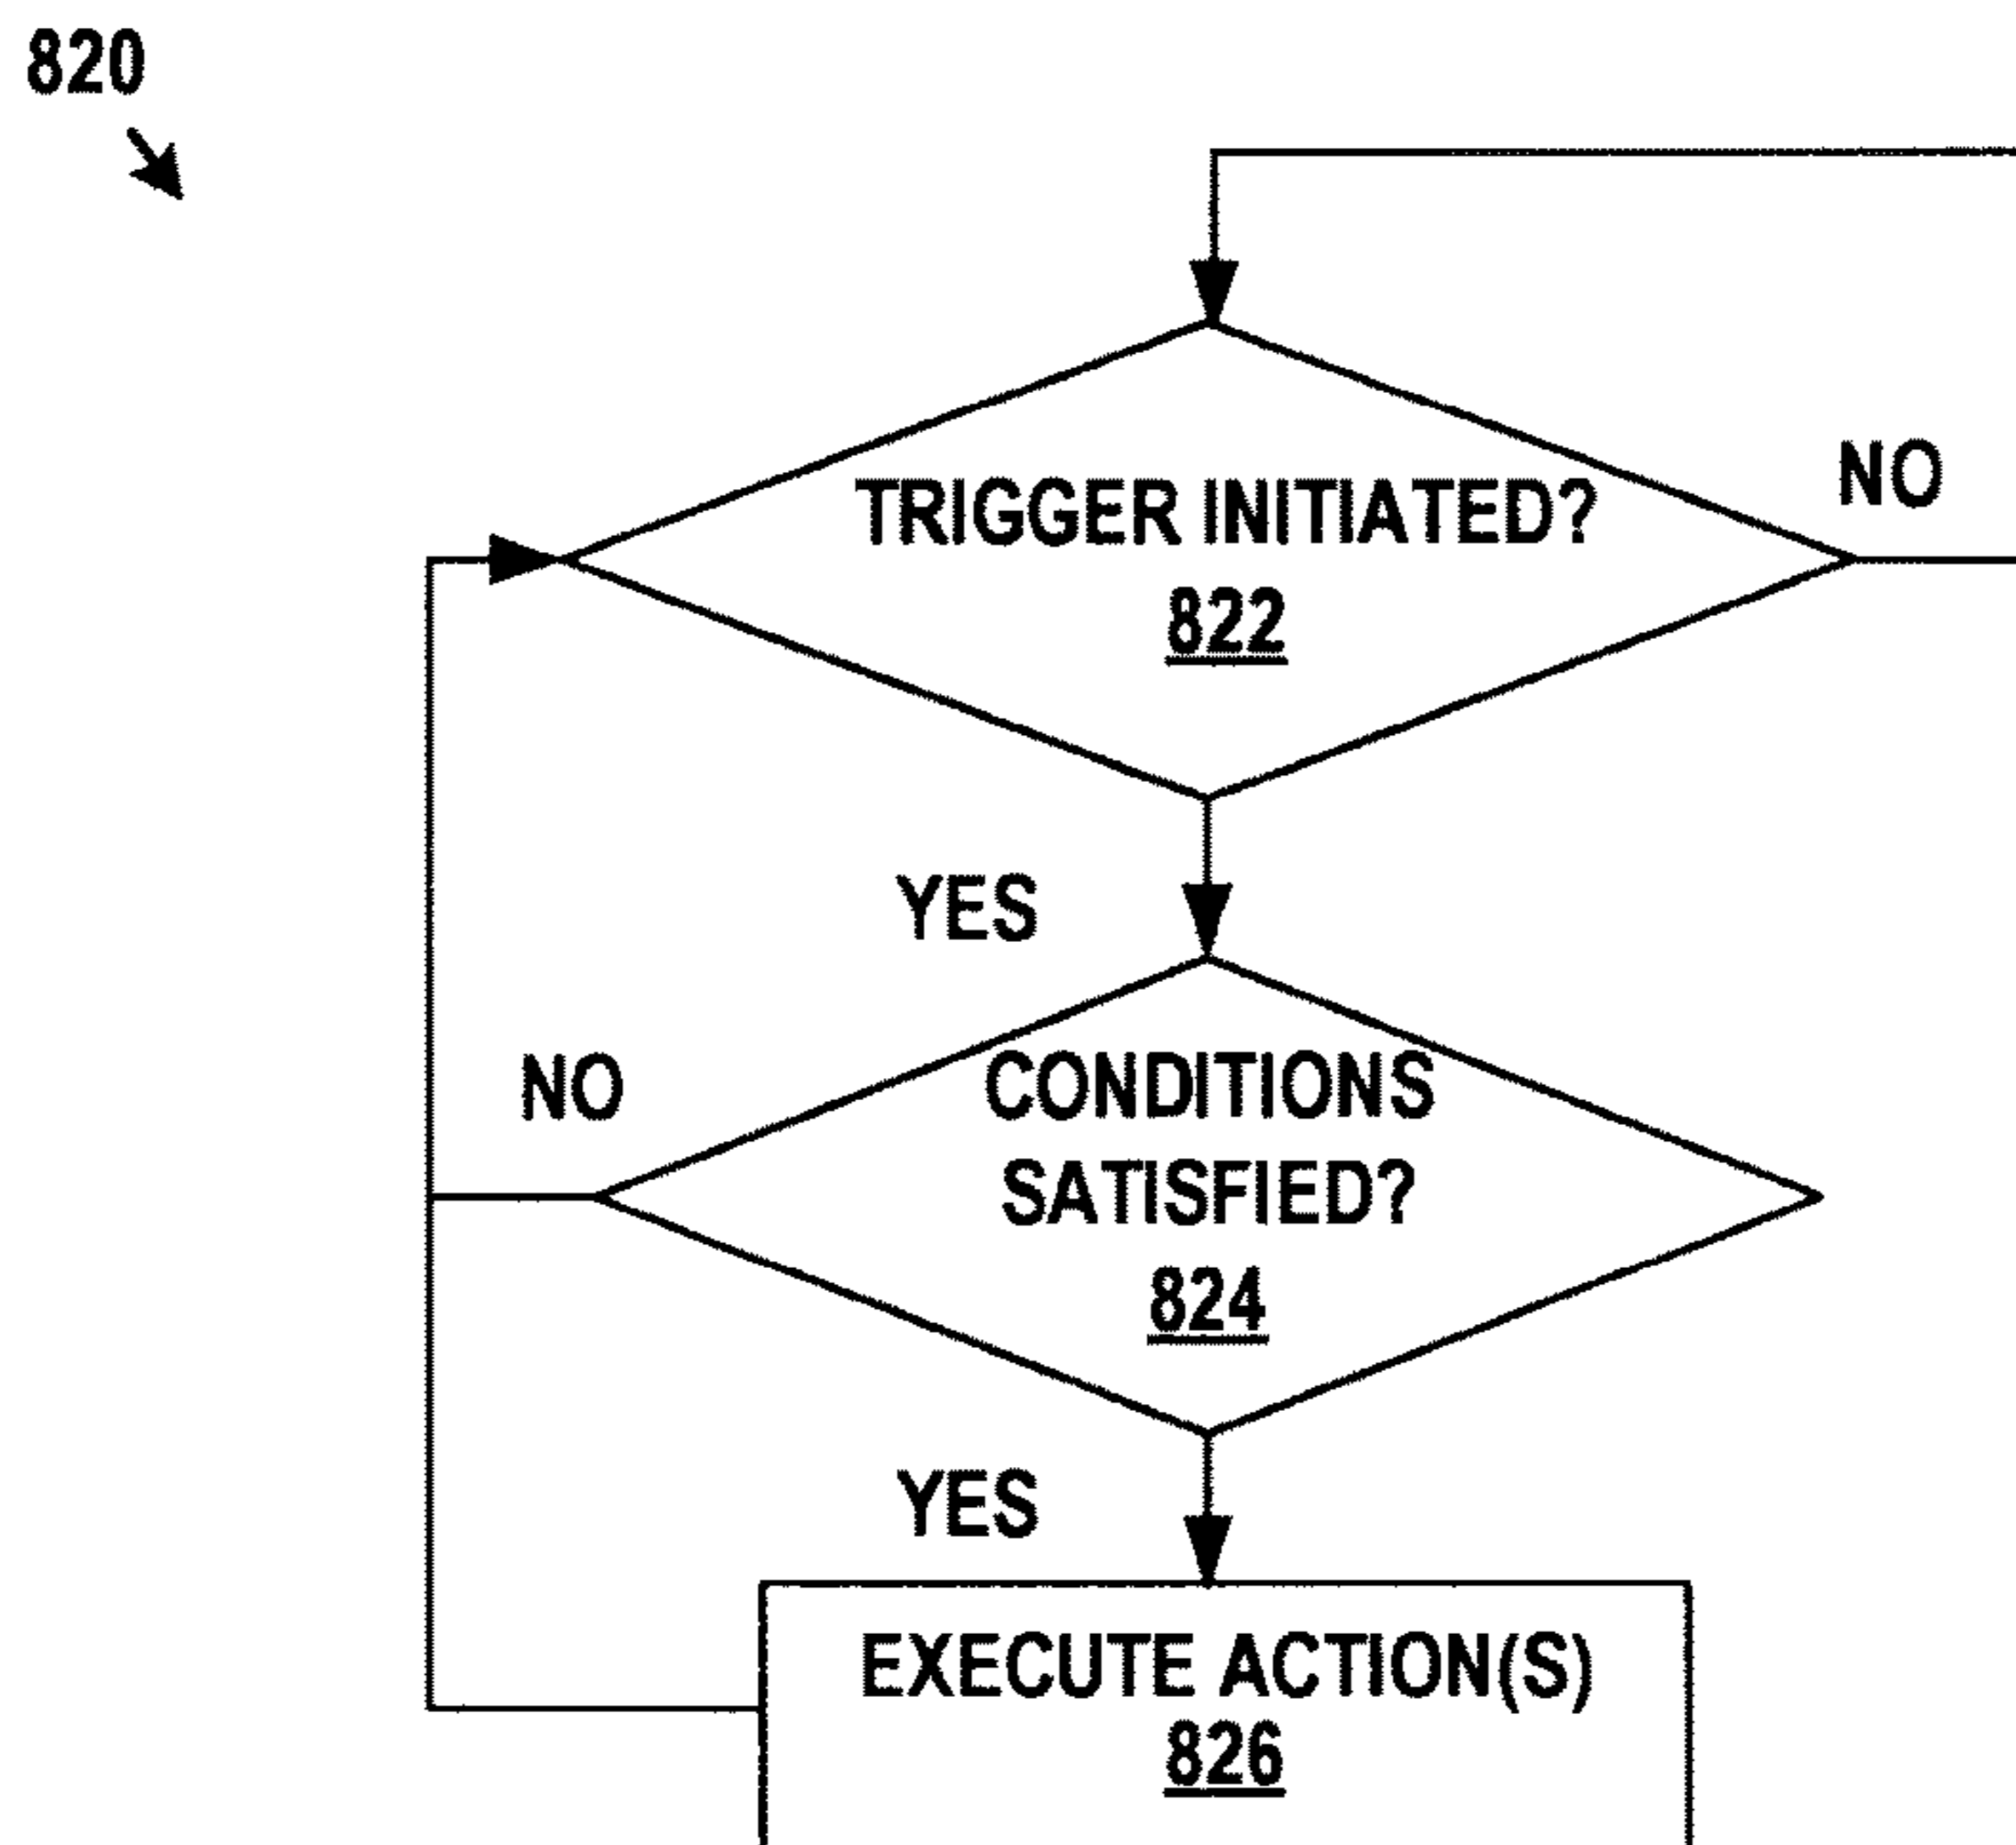 820
TRIGGER INITIATED?
822
NO
YES
NO
CONDITIONS
SATISFIED?
824
YES
EXECUTE ACTION(S)
826